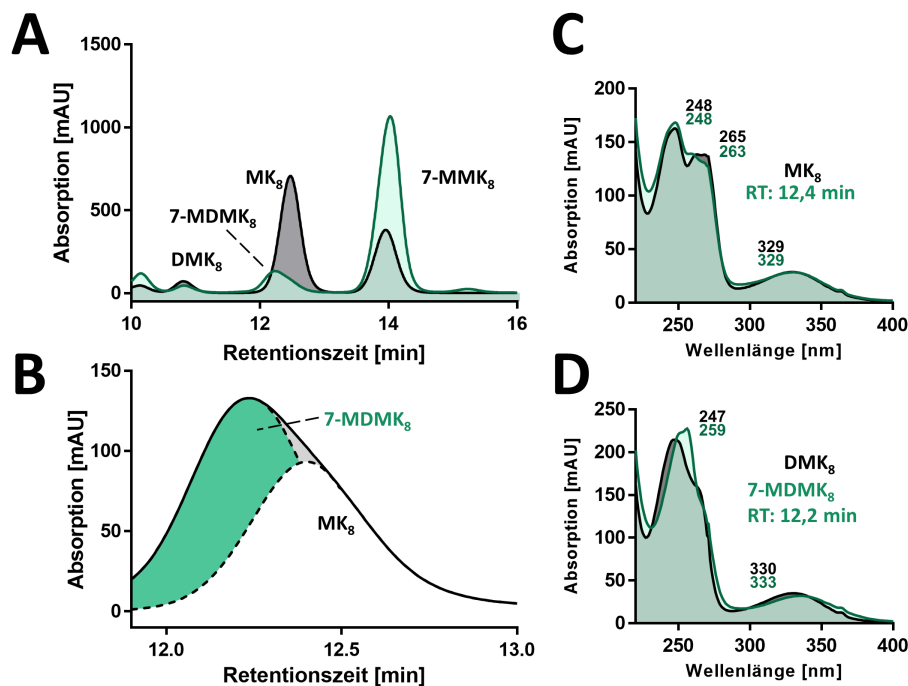 A
1500
1000
500
0
Absorption [mAU]
MK₈
7-MMK₈
7-MDMK₈
DMK₈
10
12
14
16
Retentionszeit [min]
B
150
100
50
0
Absorption [mAU]
7-MDMK₈
MK₈
12.0
12.5
13.0
Retentionszeit [min]
C
200
150
100
50
0
Absorption [mAU]
248
248
265
263
MK₈
RT: 12,4 min
329
329
250
300
350
400
Wellenlänge [nm]
D
250
200
150
100
50
0
Absorption [mAU]
247
259
DMK₈
7-MDMK₈
RT: 12,2 min
330
333
250
300
350
400
Wellenlänge [nm]